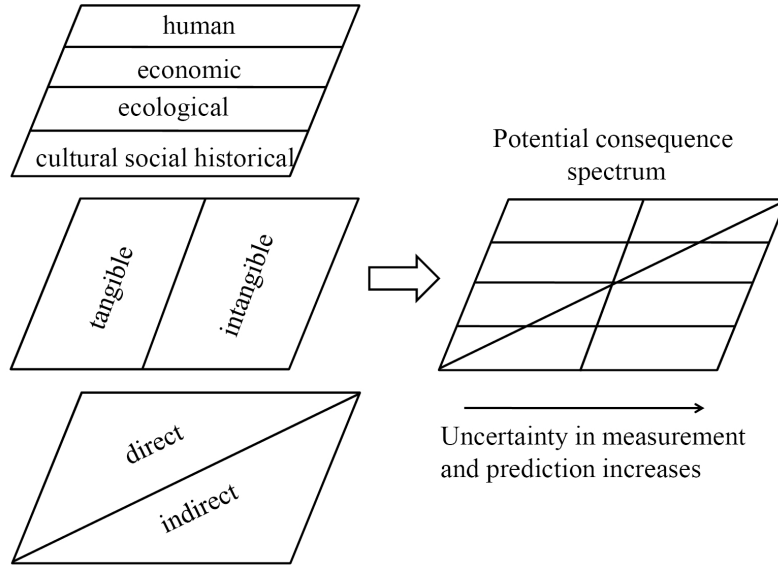 human
economic
ecological
cultural social historical
tangible
intangible
direct
indirect
Potential consequence
spectrum
Uncertainty in measurement
and prediction increases